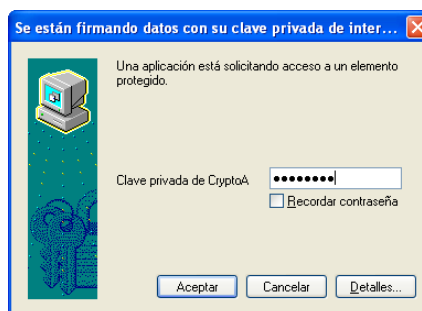 Se están firmando datos con su clave privada de inter...
Una aplicación está solicitando acceso a un elemento
protegido.
Clave privada de CryptoA
••••••••
Recordar contraseña
Aceptar
Cancelar
Detalles...